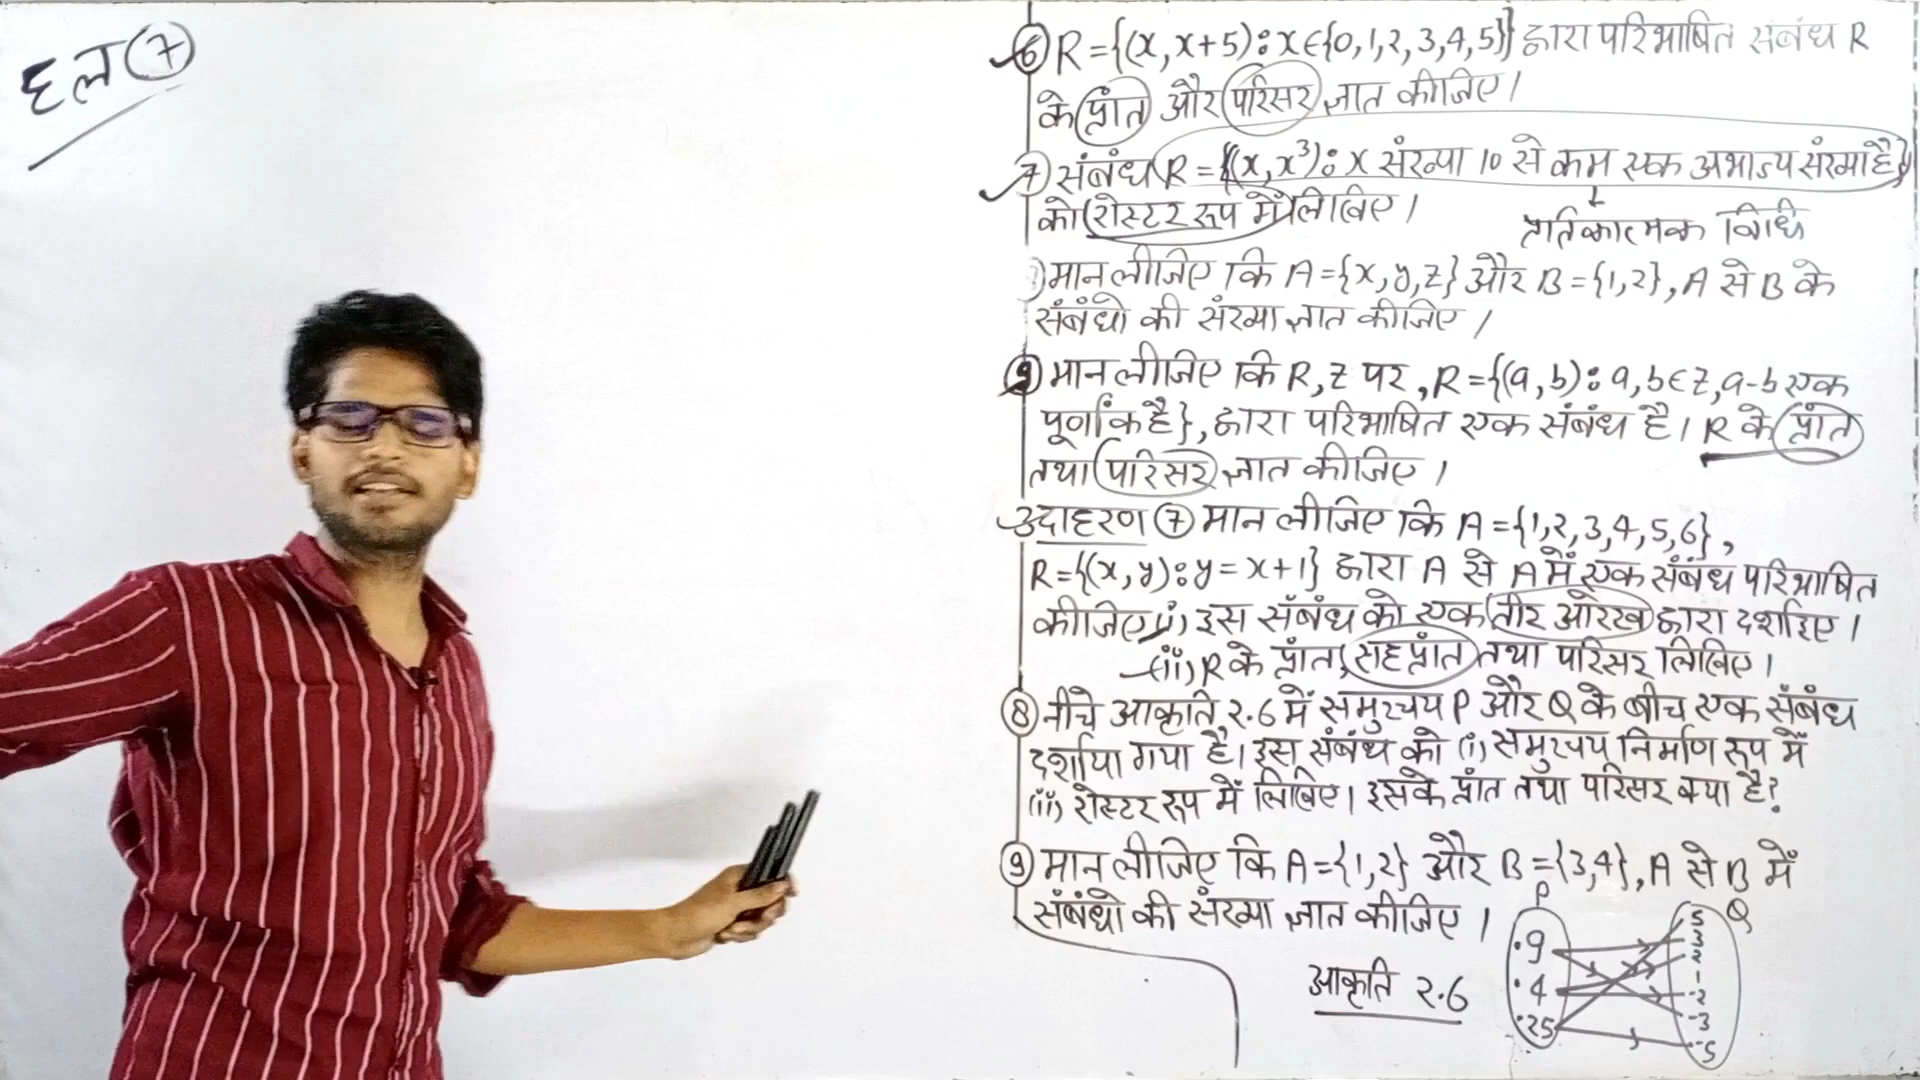 हल ⑦
⑥ R = {(x, x+5) : x ∈ {0, 1, 2, 3, 4, 5}} द्वारा परिभाषित संबंध R
के प्रांत और परिसर ज्ञात कीजिए।
⑦ संबंध R = {(x, x³) : x संख्या 10 से कम एक अभाज्य संख्या है}
को रोस्टर रूप में लिखिए।
प्रतिकात्मक विधि
मान लीजिए कि A = {x, y, z} और B = {1, 2}, A से B के
संबंधो की संख्या ज्ञात कीजिए।
⑨ मान लीजिए कि R, Z पर, R = {(a, b) : a, b ∈ Z, a-b एक
पूर्णांक है}, द्वारा परिभाषित एक संबंध है। R के प्रांत
तथा परिसर ज्ञात कीजिए।
उदाहरण ⑦ मान लीजिए कि A = {1, 2, 3, 4, 5, 6},
R = {(x, y) : y = x+1} द्वारा A से A में एक संबंध परिभाषित
कीजिए (i) इस संबंध को एक तीर आरेख द्वारा दर्शाइए।
(ii) R के प्रांत, सहप्रांत तथा परिसर लिखिए।
⑧ नीचे आकृति 2.6 में समुच्चय P और Q के बीच एक संबंध
दर्शाया गया है। इस संबंध को (i) समुच्चय निर्माण रूप में
(ii) रोस्टर रूप में लिखिए। इसके प्रांत तथा परिसर क्या है?
⑨ मान लीजिए कि A = {1, 2} और B = {3, 4}, A से B में
संबंधो की संख्या ज्ञात कीजिए।
आकृति 2.6
P
.9
.4
.25
Q
5
3
2
1
-2
-3
-5